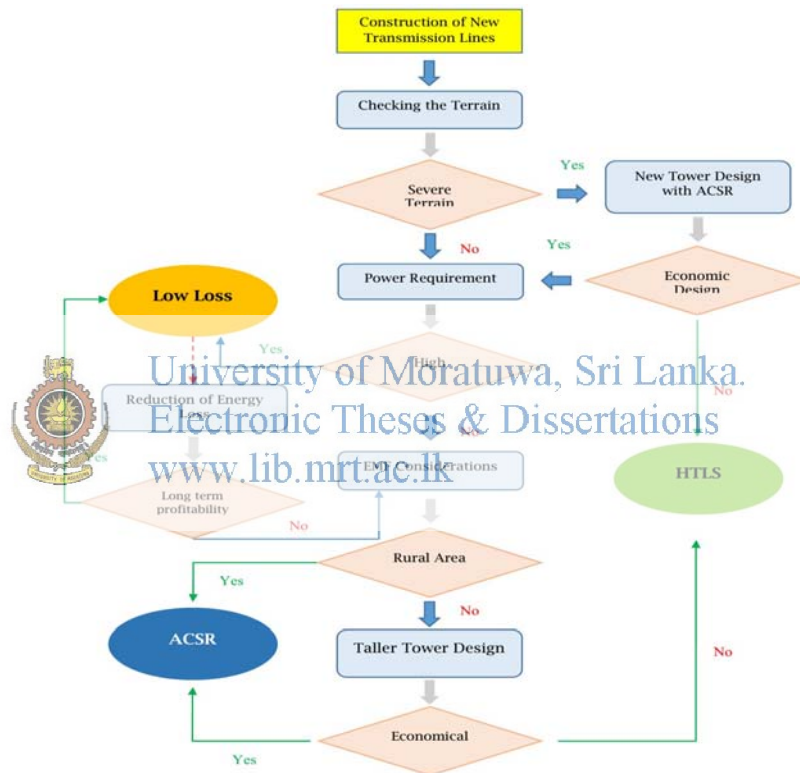 Construction of New
Transmission Lines
Checking the Terrain
Severe
Terrain
Yes
New Tower Design
with ACSR
No
Yes
Power Requirement
Economic
Design
Low Loss
Yes
High
No
University of Moratuwa, Sri Lanka.
Electronic Theses & Dissertations
www.lib.mrt.ac.lk
Reduction of Energy
Loss
No
EMF Considerations
HTLS
Yes
Long term
profitability
No
Rural Area
Yes
ACSR
No
Taller Tower Design
No
Economical
Yes